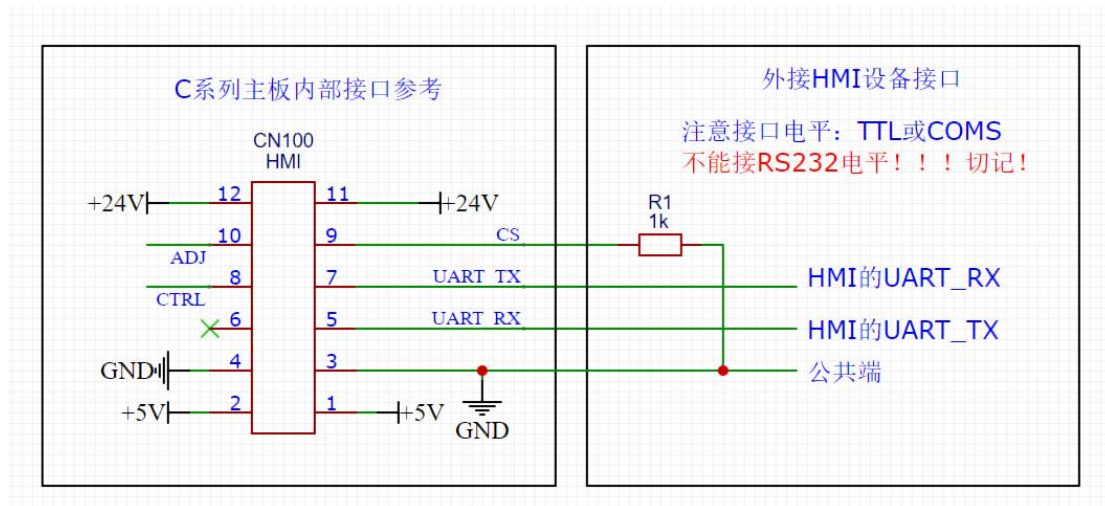 C系列主板内部接口参考
CN100
HMI
+24V
12
11
+24V
10
9
CS
ADJ
8
7
UART TX
CTRL
6
5
UART RX
GND
4
3
+5V
2
1
+5V
GND
外接HMI设备接口
注意接口电平：TTL或COMS
不能接RS232电平！！！切记！
R1
1k
HMI的UART_RX
HMI的UART_TX
公共端